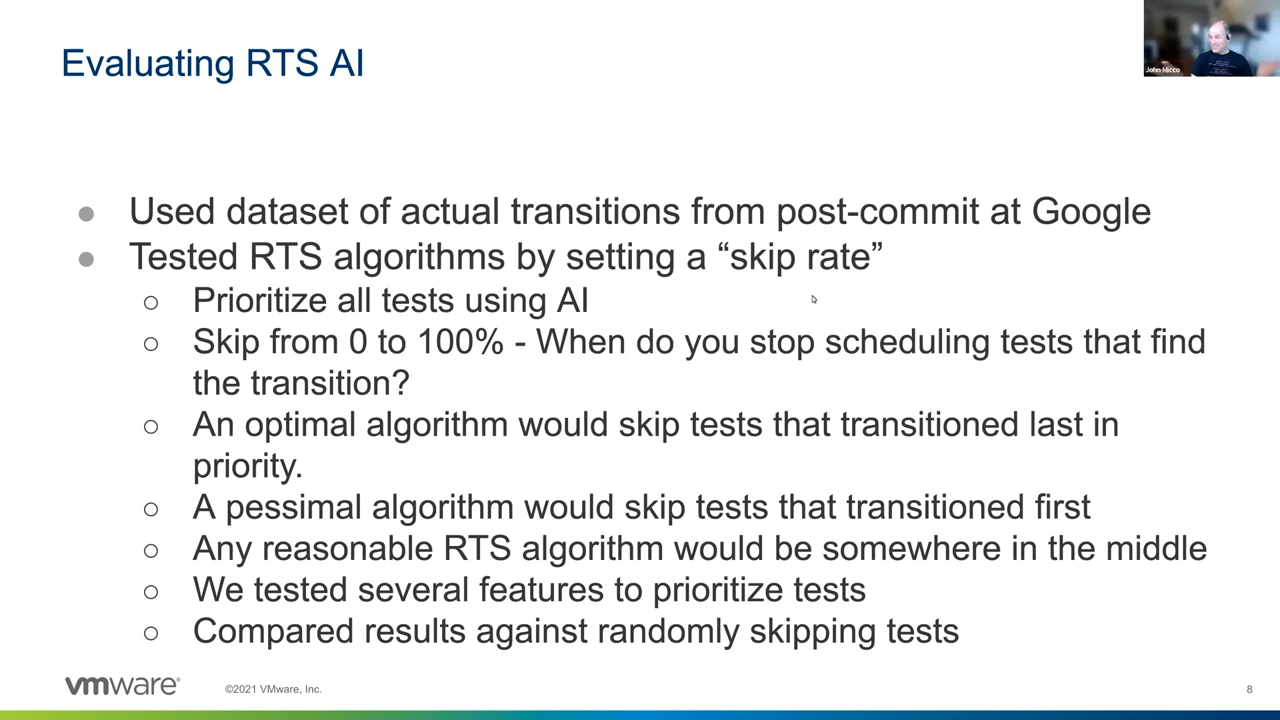 Evaluating RTS AI
John Micco
● Used dataset of actual transitions from post-commit at Google
● Tested RTS algorithms by setting a “skip rate”
○ Prioritize all tests using AI
○ Skip from 0 to 100% - When do you stop scheduling tests that find
the transition?
○ An optimal algorithm would skip tests that transitioned last in
priority.
○ A pessimal algorithm would skip tests that transitioned first
○ Any reasonable RTS algorithm would be somewhere in the middle
○ We tested several features to prioritize tests
○ Compared results against randomly skipping tests
vmware®
©2021 VMware, Inc.
8